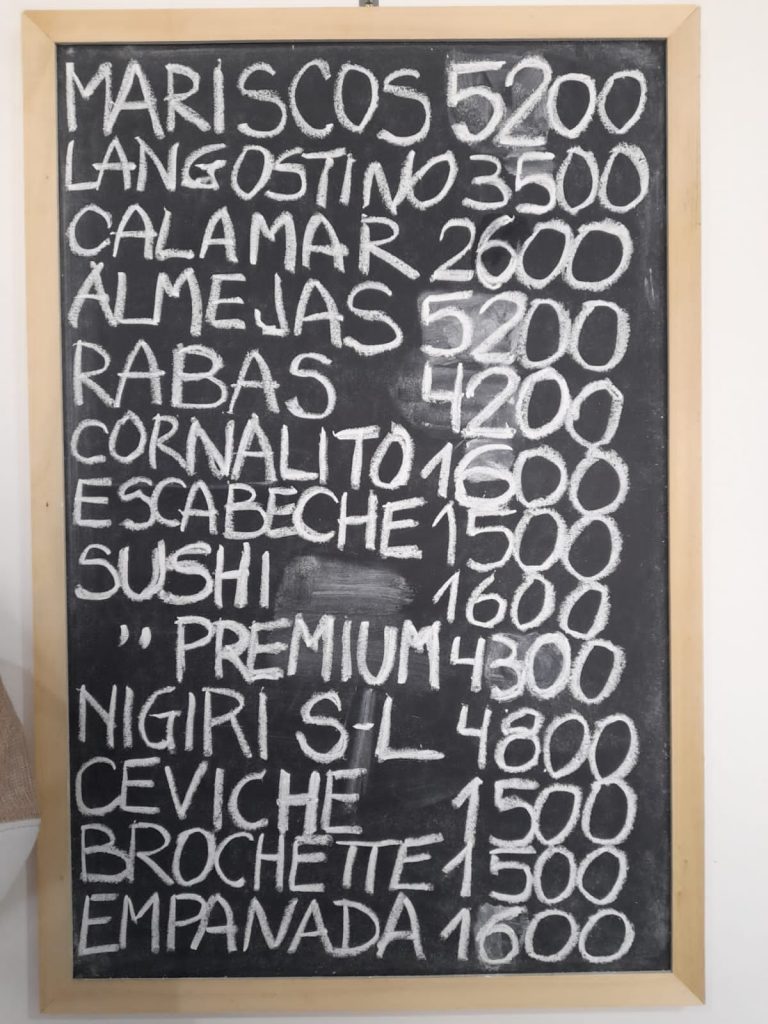 MARISCOS 5200
LANGOSTINO 3500
CALAMAR 2600
ALMEJAS 5200
RABAS 4200
CORNALITO 1600
ESCABECHE 1500
SUSHI 1600
" PREMIUM 4300
NIGIRI S-L 4800
CEVICHE 1500
BROCHETTE 1500
EMPANADA 1600